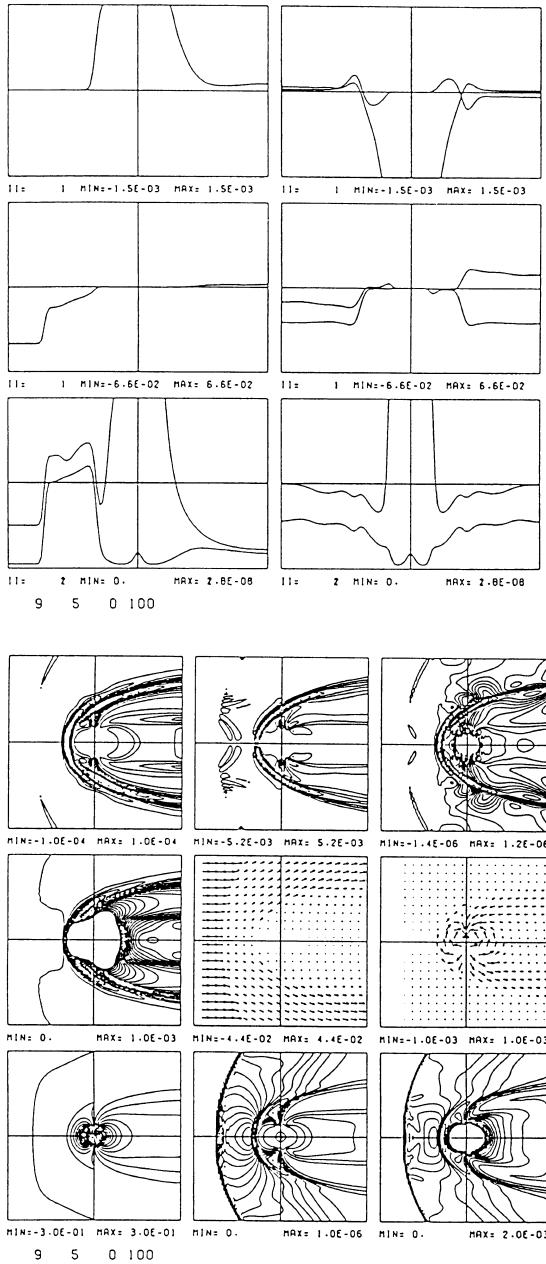 II= 1 MIN=-1.5E-03 MAX= 1.5E-03
II= 1 MIN=-1.5E-03 MAX= 1.5E-03
II= 1 MIN=-6.6E-02 MAX= 6.6E-02
II= 1 MIN=-6.6E-02 MAX= 6.6E-02
II= 2 MIN= 0. MAX= 2.8E-08
II= 2 MIN= 0. MAX= 2.8E-08
9 5 0 100
MIN=-1.0E-04 MAX= 1.0E-04
MIN=-5.2E-03 MAX= 5.2E-03
MIN=-1.4E-06 MAX= 1.2E-06
MIN= 0. MAX= 1.0E-03
MIN=-4.4E-02 MAX= 4.4E-02
MIN=-1.0E-03 MAX= 1.0E-03
MIN=-3.0E-01 MAX= 3.0E-01
MIN= 0. MAX= 1.0E-06
MIN= 0. MAX= 2.0E-03
9 5 0 100